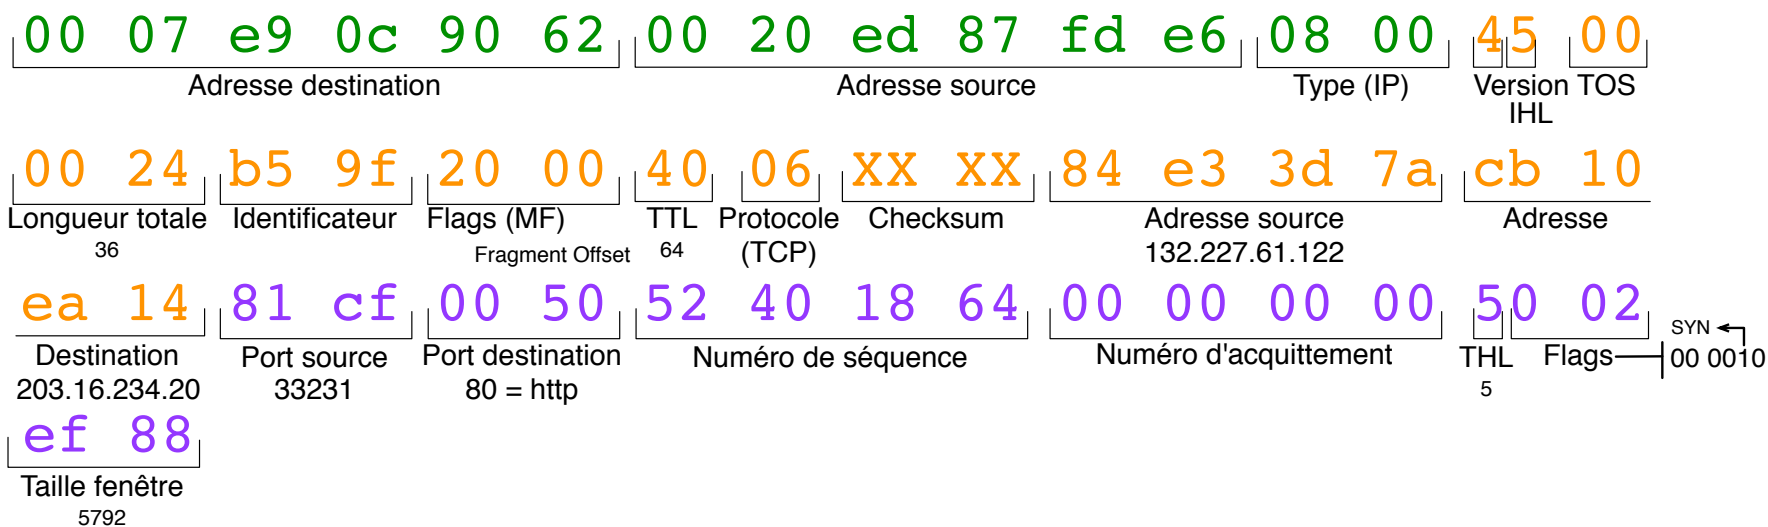 00 07 e9 0c 90 62 00 20 ed 87 fd e6 08 00 45 00
Adresse destination Adresse source Type (IP) Version TOS
IHL
00 24 b5 9f 20 00 40 06 XX XX 84 e3 3d 7a cb 10
Longueur totale Identificateur Flags (MF) TTL Protocole Checksum Adresse source Adresse
36 Fragment Offset 64 (TCP) 132.227.61.122
ea 14 81 cf 00 50 52 40 18 64 00 00 00 00 50 02
SYN
Destination Port source Port destination Numéro de séquence Numéro d'acquittement THL Flags 00 0010
203.16.234.20 33231 80 = http 5
ef 88
Taille fenêtre
5792